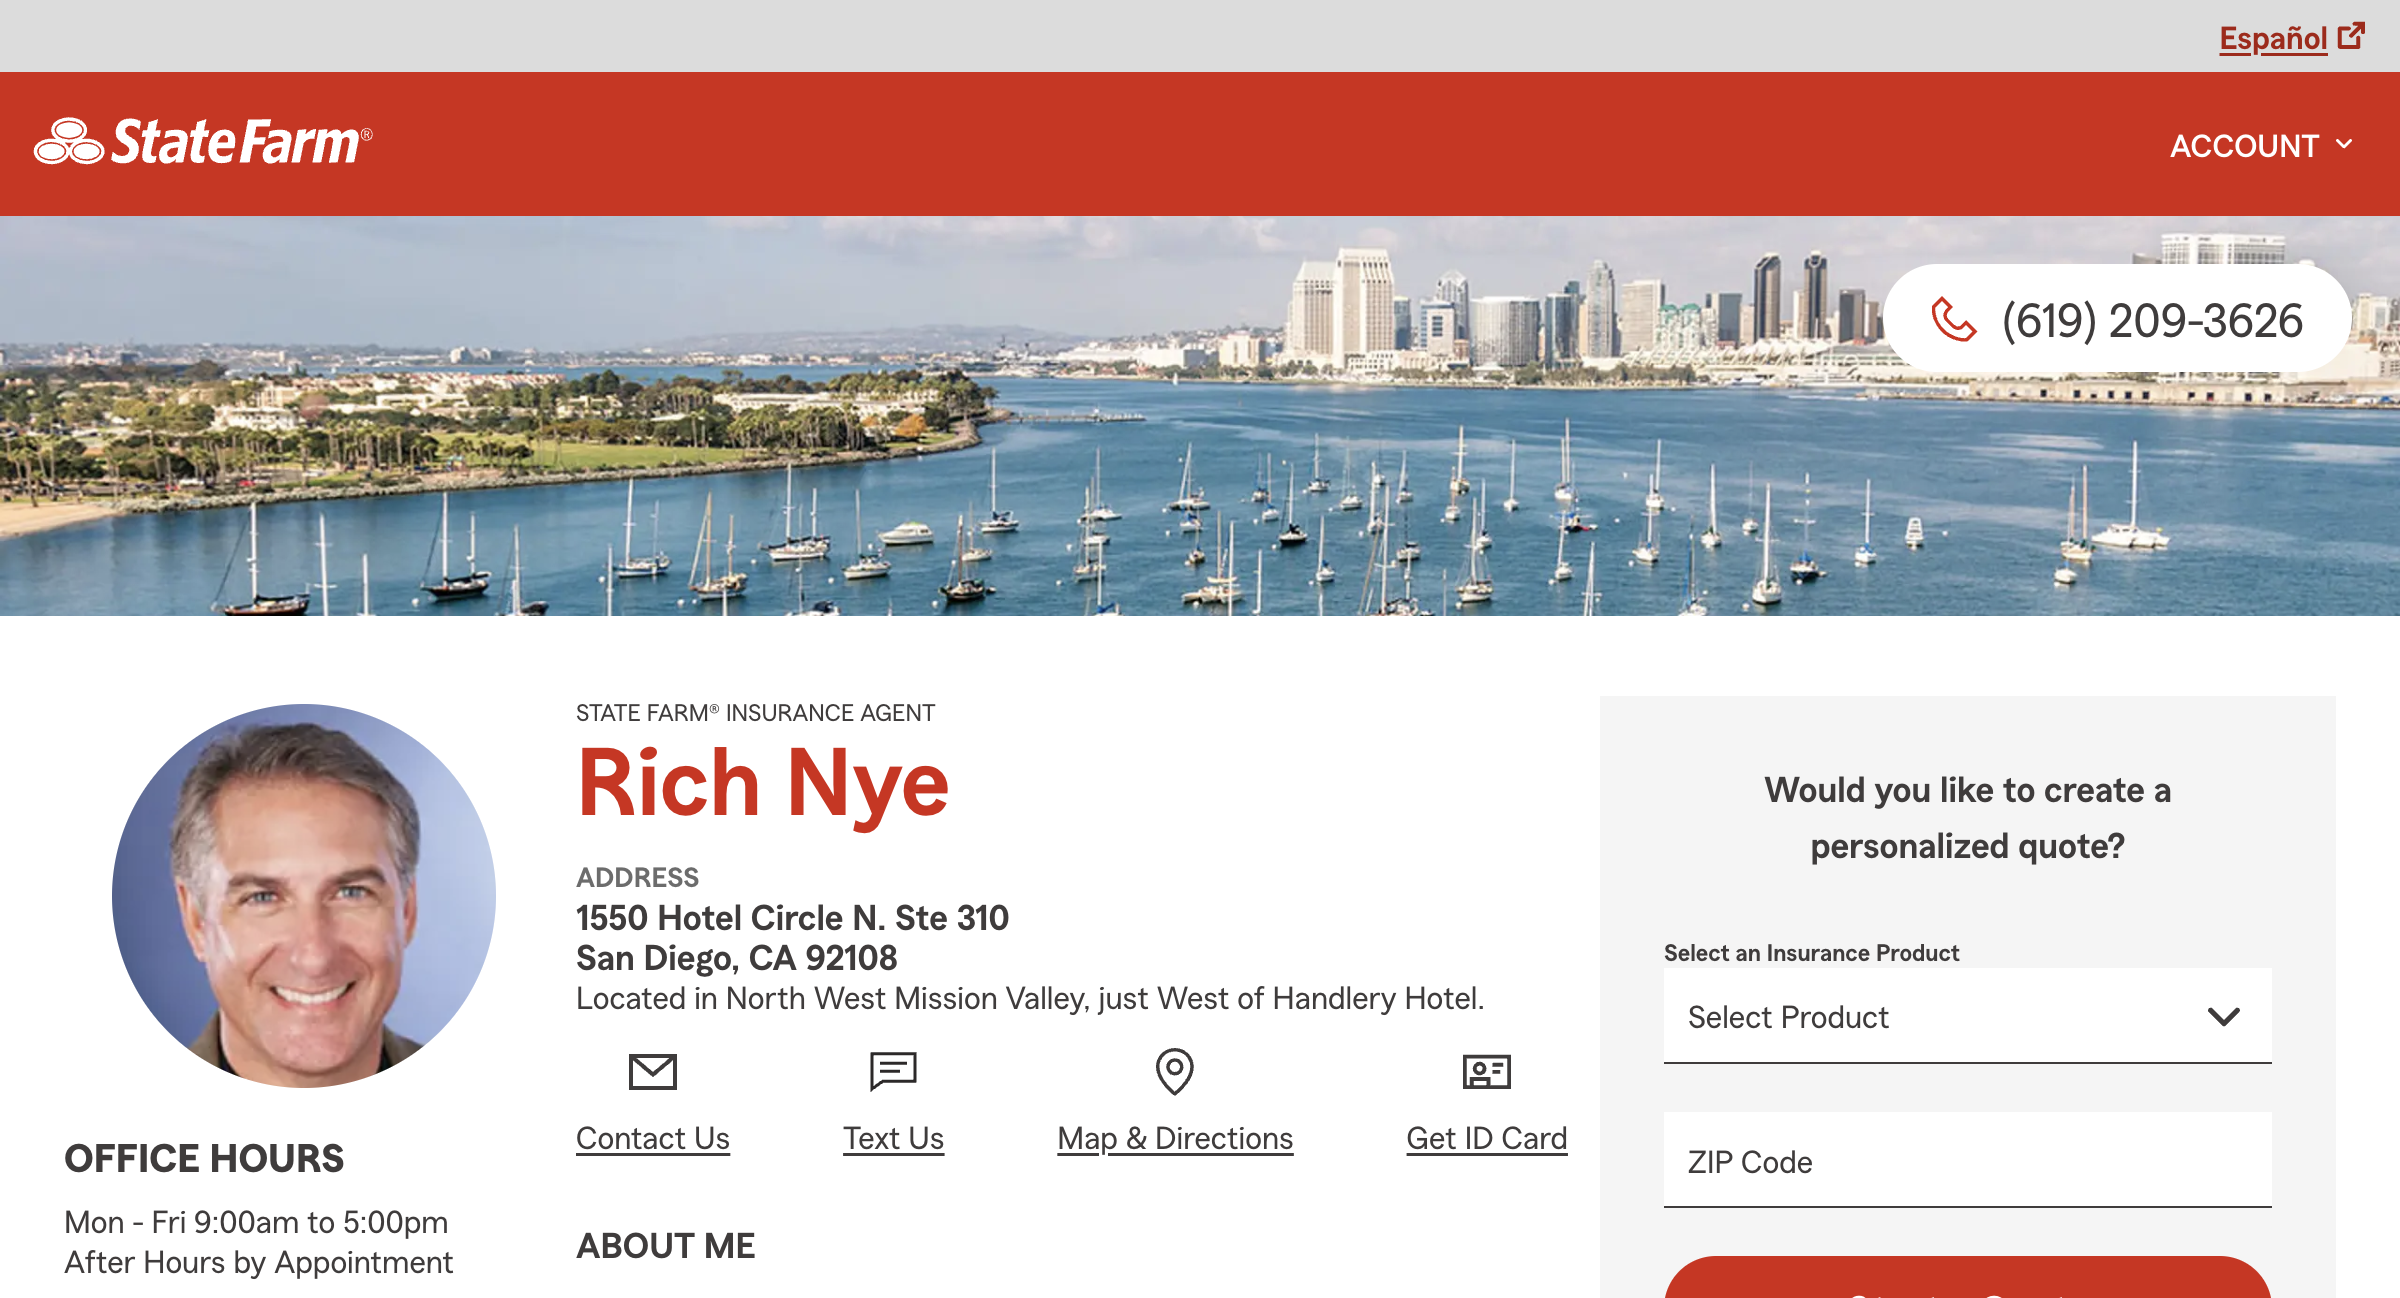 Español
StateFarm®
ACCOUNT
(619) 209-3626
STATE FARM® INSURANCE AGENT
Rich Nye
ADDRESS
1550 Hotel Circle N. Ste 310
San Diego, CA 92108
Located in North West Mission Valley, just West of Handlery Hotel.
Contact Us
Text Us
Map & Directions
Get ID Card
ABOUT ME
OFFICE HOURS
Mon - Fri 9:00am to 5:00pm
After Hours by Appointment
Would you like to create a
personalized quote?
Select an Insurance Product
Select Product
ZIP Code